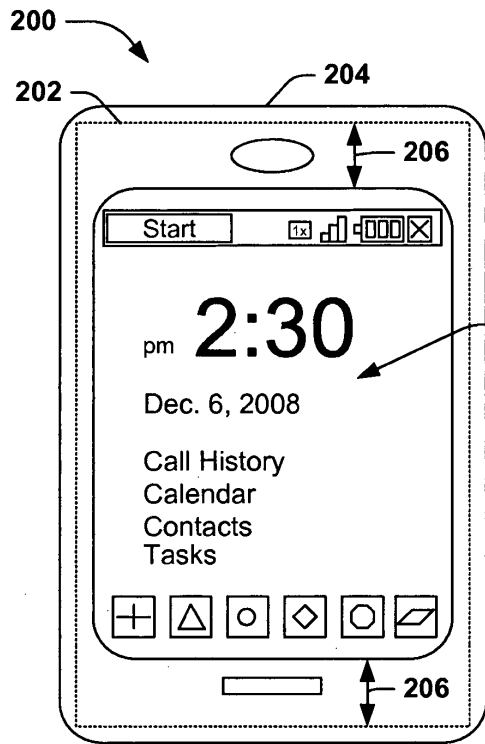 200
204
202
206
Start
1x
pm 2:30
Dec. 6, 2008
Call History
Calendar
Contacts
Tasks
206